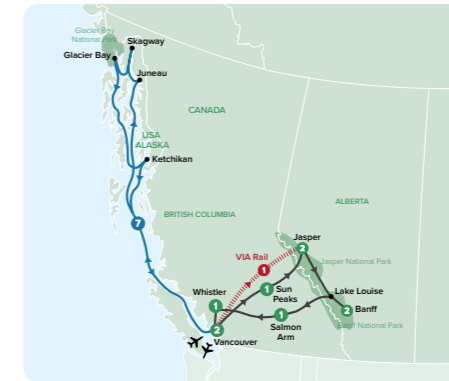 Glacier Bay
National Park
Skagway
Glacier Bay
Juneau
CANADA
USA
ALASKA
Ketchikan
ALBERTA
BRITISH COLUMBIA
7
Jasper
2
VIA Rail
1
Jasper National Park
Whistler
1
Sun
Peaks
1
Lake Louise
2
Banff
1
Salmon
Arm
Banff National Park
2
Vancouver